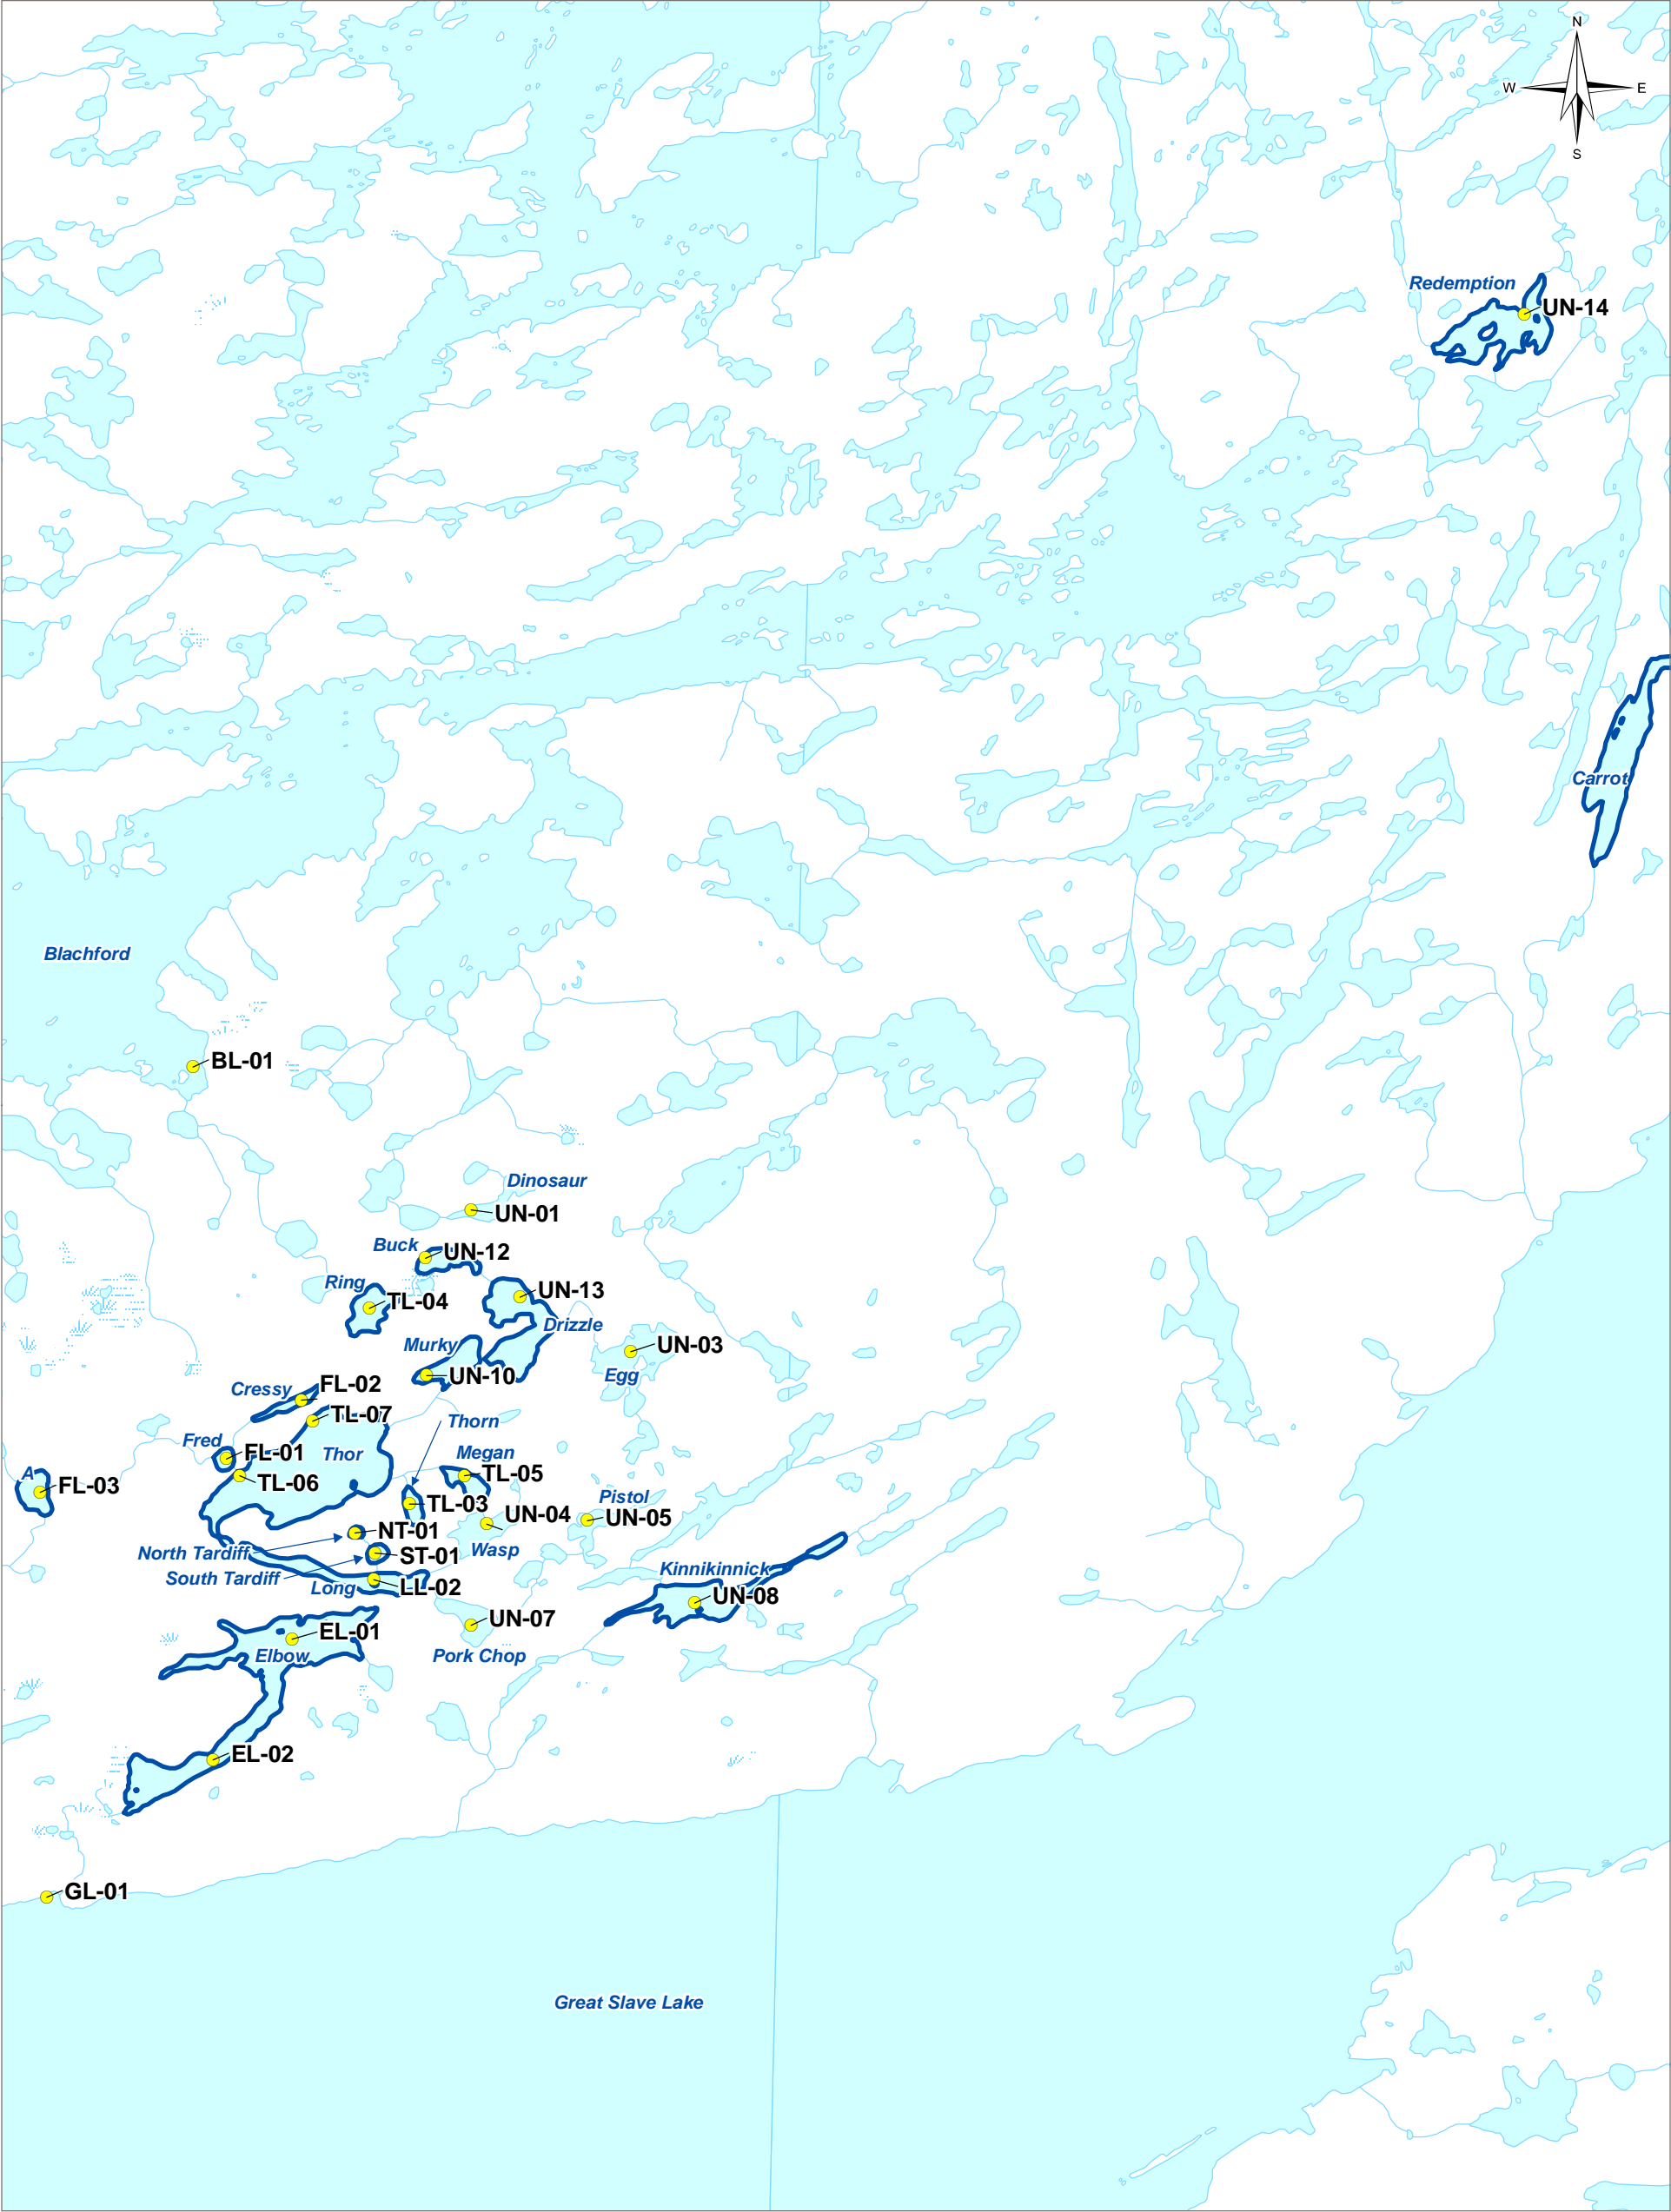 N
W
E
S
Redemption
UN-14
Carrot
Blachford
BL-01
Dinosaur
UN-01
Buck
UN-12
Ring
TL-04
UN-13
Drizzle
Murky
UN-10
UN-03
Egg
Cressy
FL-02
TL-07
Thorn
Fred
FL-01
Thor
Megan
A
FL-03
TL-06
TL-05
TL-03
Pistol
UN-04
UN-05
NT-01
North Tardiff
ST-01
Wasp
South Tardiff
Long
LL-02
Kinnikinnick
UN-08
UN-07
EL-01
Elbow
Pork Chop
EL-02
GL-01
Great Slave Lake